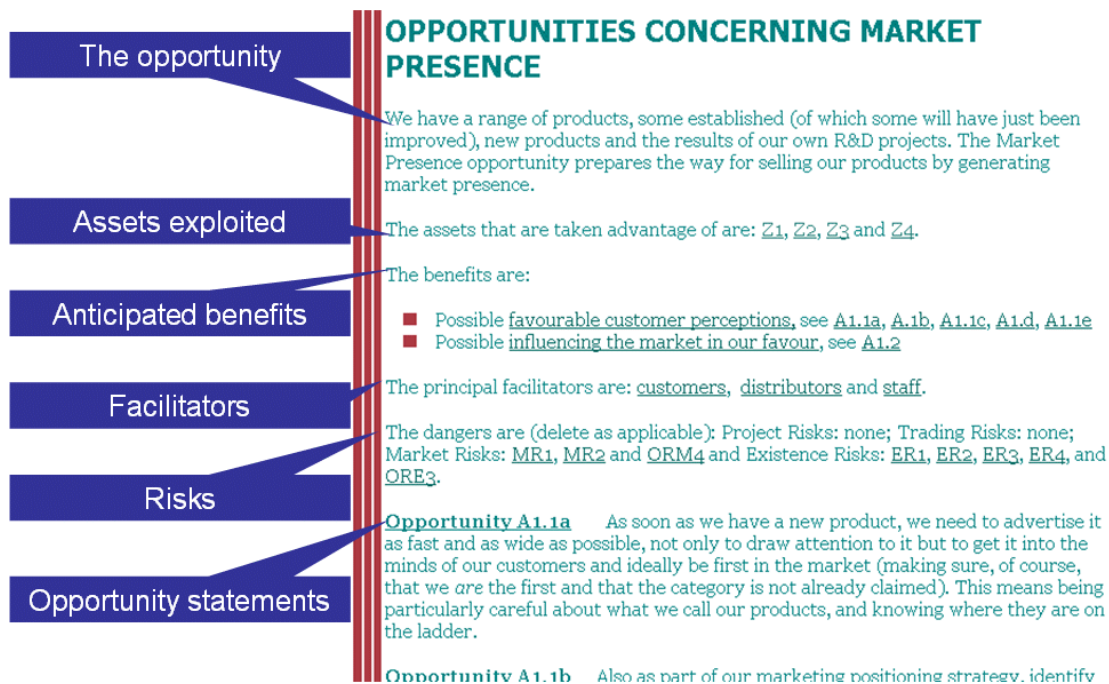 The opportunity
Assets exploited
Anticipated benefits
Facilitators
Risks
Opportunity statements
OPPORTUNITIES CONCERNING MARKET
PRESENCE
We have a range of products, some established (of which some will have just been
improved), new products and the results of our own R&D projects. The Market
Presence opportunity prepares the way for selling our products by generating
market presence.
The assets that are taken advantage of are: Z1, Z2, Z3 and Z4.
The benefits are:
Possible favourable customer perceptions, see A1.1a, A.1b, A1.1c, A1.d, A1.1e
Possible influencing the market in our favour, see A1.2
The principal facilitators are: customers, distributors and staff.
The dangers are (delete as applicable): Project Risks: none; Trading Risks: none;
Market Risks: MR1, MR2 and ORM4 and Existence Risks: ER1, ER2, ER3, ER4, and
ORE3.
Opportunity A1.1a As soon as we have a new product, we need to advertise it
as fast and as wide as possible, not only to draw attention to it but to get it into the
minds of our customers and ideally be first in the market (making sure, of course,
that we are the first and that the category is not already claimed). This means being
particularly careful about what we call our products, and knowing where they are on
the ladder.
Opportunity A1.1b Also as part of our marketing positioning strategy, identify